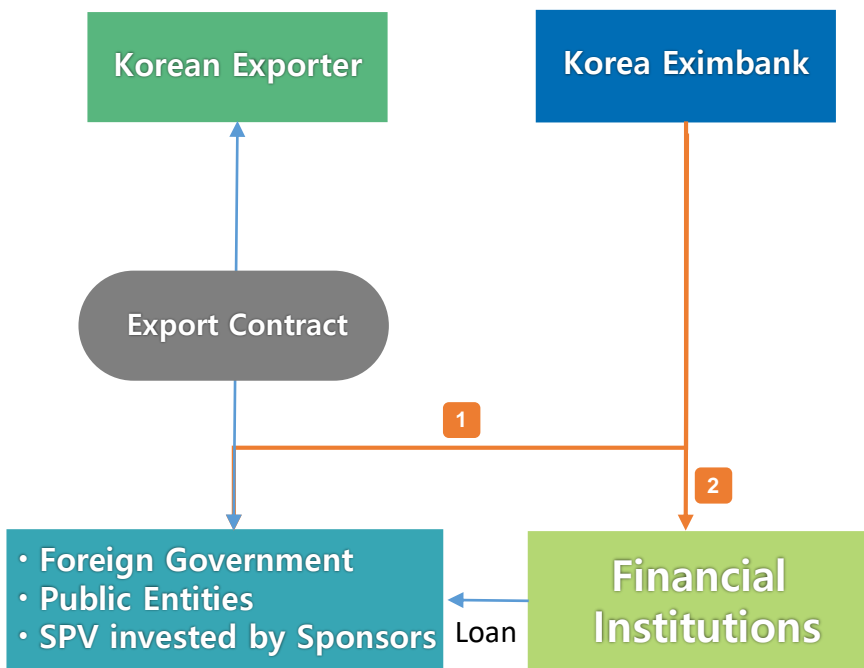 Korean Exporter
Korea Eximbank
Export Contract
1
2
· Foreign Government
· Public Entities
· SPV invested by Sponsors
Loan
Financial
Institutions